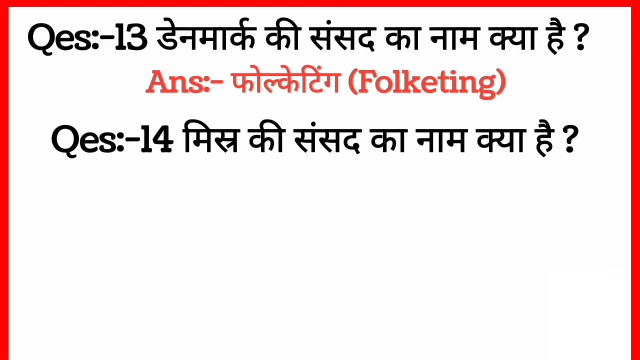 Qes:-13 डेनमार्क की संसद का नाम क्या है ?
Ans:- फोल्केटिंग (Folketing)
Qes:-14 मिस्र की संसद का नाम क्या है ?